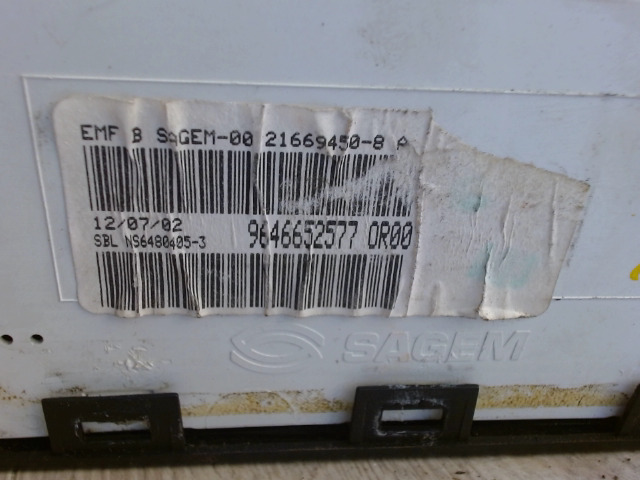 EMF B SAGEM-00 21669450-8 A
12/07/02
SBL NS6480405-3
9646652577 0R00
SAGEM